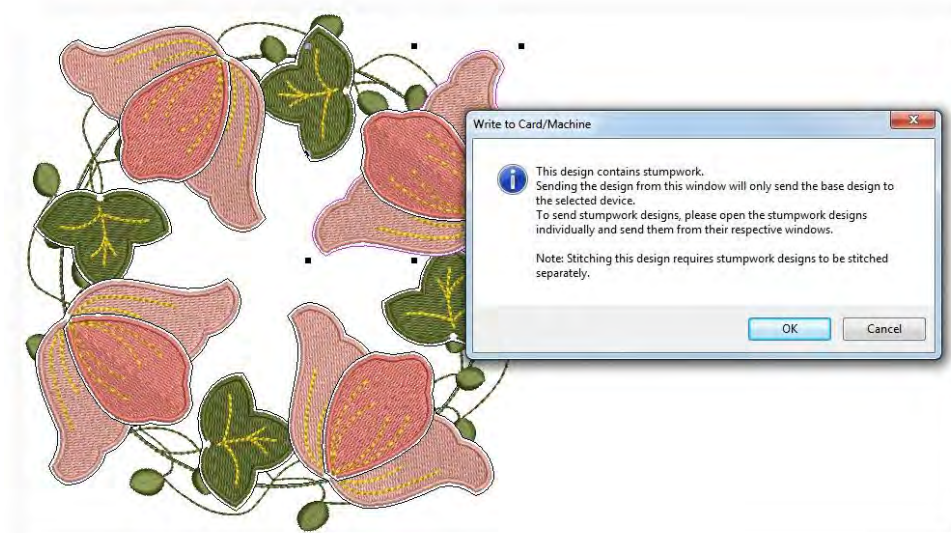 Write to Card/Machine
This design contains stumpwork.
Sending the design from this window will only send the base design to
the selected device.
To send stumpwork designs, please open the stumpwork designs
individually and send them from their respective windows.
Note: Stitching this design requires stumpwork designs to be stitched
separately.
OK
Cancel